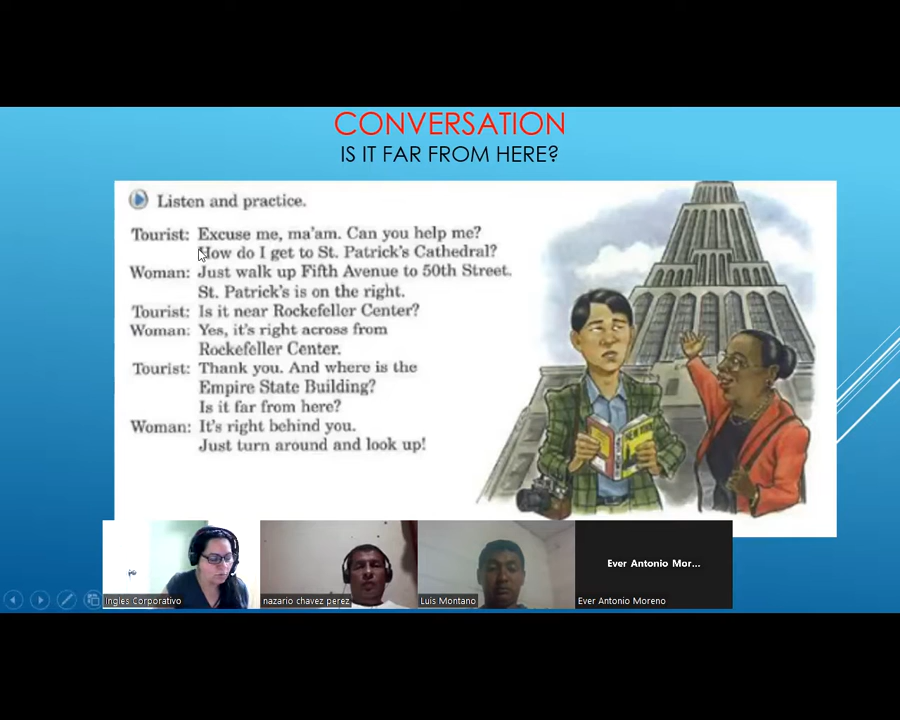 CONVERSATION
IS IT FAR FROM HERE?
Listen and practice.
Tourist: Excuse me, ma'am. Can you help me?
How do I get to St. Patrick's Cathedral?
Woman: Just walk up Fifth Avenue to 50th Street.
St. Patrick's is on the right.
Tourist: Is it near Rockefeller Center?
Woman: Yes, it's right across from
Rockefeller Center.
Tourist: Thank you. And where is the
Empire State Building?
Is it far from here?
Woman: It's right behind you.
Just turn around and look up!
NEW YORK
Ever Antonio Mor...
Ingles Corporativo
nazario chavez perez
Luis Montano
Ever Antonio Moreno